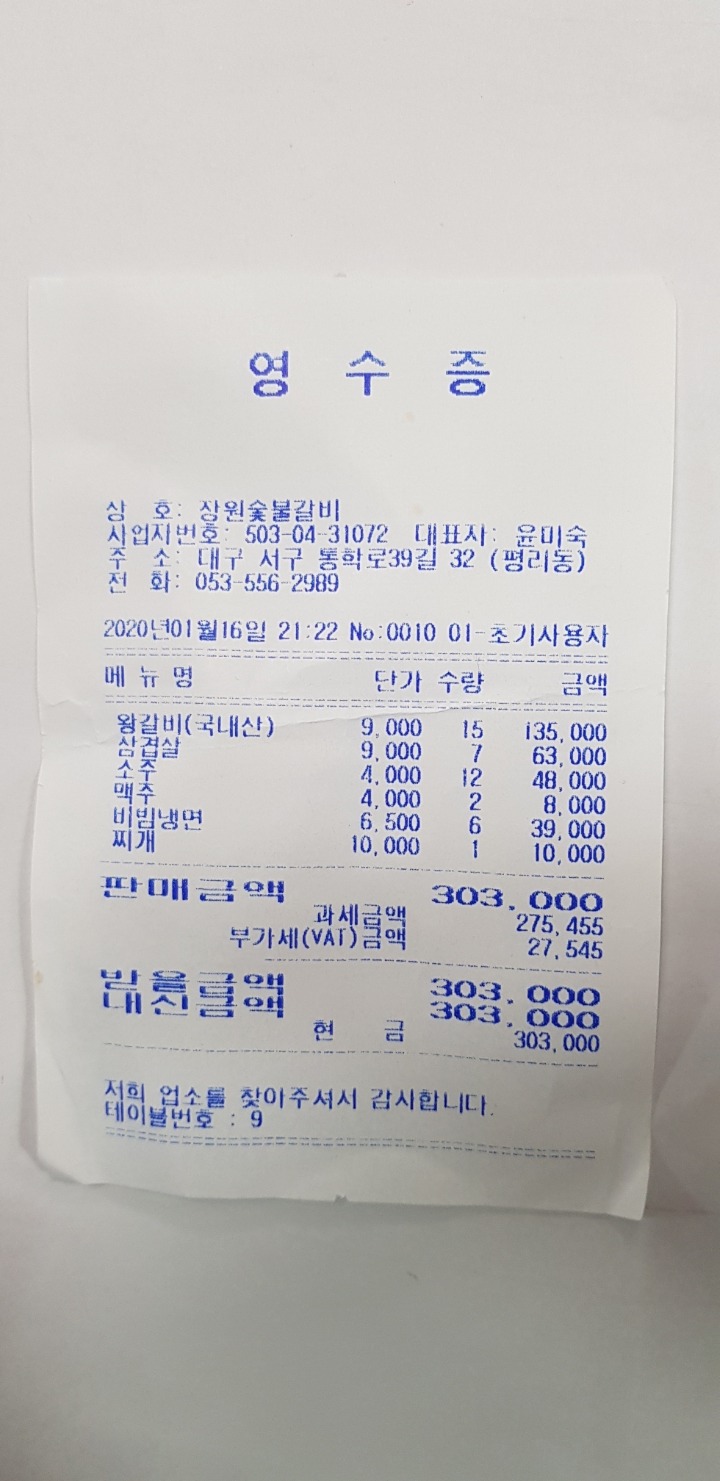 영 수 증
상 호: 장원숯불갈비
사업자번호: 503-04-31072 대표자: 윤미숙
주 소: 대구 서구 통학로39길 32 (평리동)
전 화: 053-556-2989
2020년01월16일 21:22 No:0010 01-초기사용자
메 뉴 명 단가 수량 금액
왕갈비(국내산) 9,000 15 135,000
삼겹살 9,000 7 63,000
소주 4,000 12 48,000
맥주 4,000 2 8,000
비빔냉면 6,500 6 39,000
찌개 10,000 1 10,000
판매금액 303,000
과세금액 275,455
부가세(VAT)금액 27,545
받을금액 303,000
내신금액 303,000
현 금 303,000
저희 업소를 찾아주셔서 감사합니다.
테이블번호 : 9